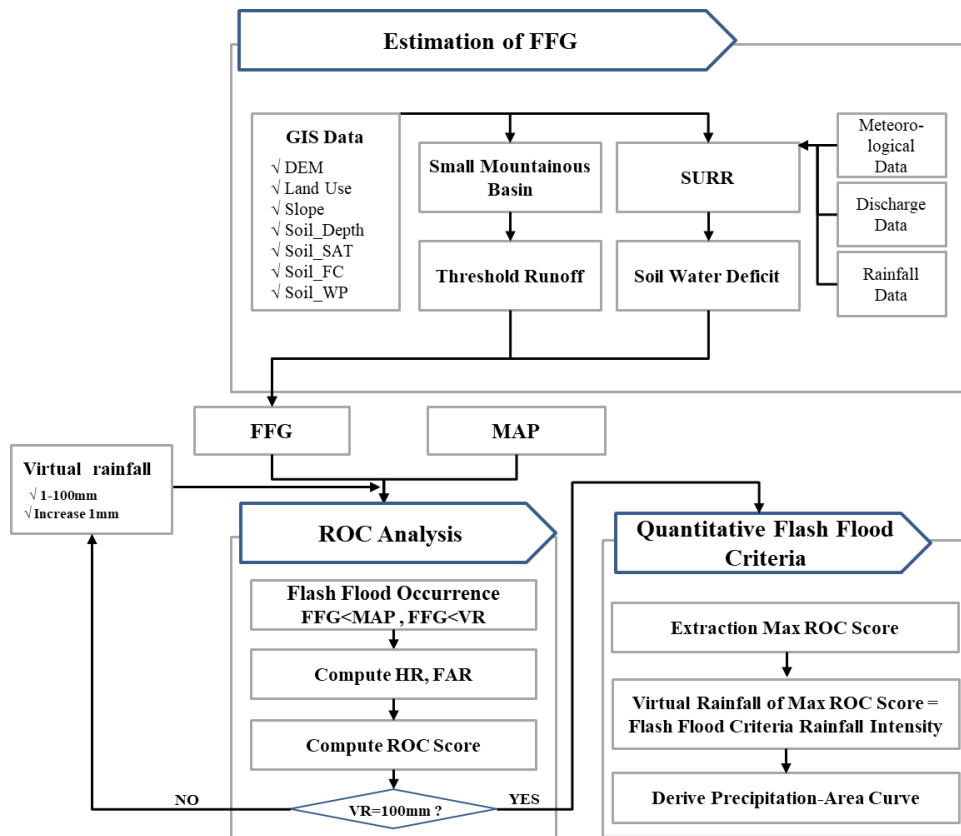 Estimation of FFG
GIS Data
√ DEM
√ Land Use
√ Slope
√ Soil_Depth
√ Soil_SAT
√ Soil_FC
√ Soil_WP
Small Mountainous
Basin
Threshold Runoff
SURR
Soil Water Deficit
Meteoro-
logical
Data
Discharge
Data
Rainfall
Data
FFG
MAP
Virtual rainfall
√ 1-100mm
√ Increase 1mm
ROC Analysis
Flash Flood Occurrence
FFG<MAP , FFG<VR
Compute HR, FAR
Compute ROC Score
VR=100mm ?
NO
YES
Quantitative Flash Flood
Criteria
Extraction Max ROC Score
Virtual Rainfall of Max ROC Score =
Flash Flood Criteria Rainfall Intensity
Derive Precipitation-Area Curve